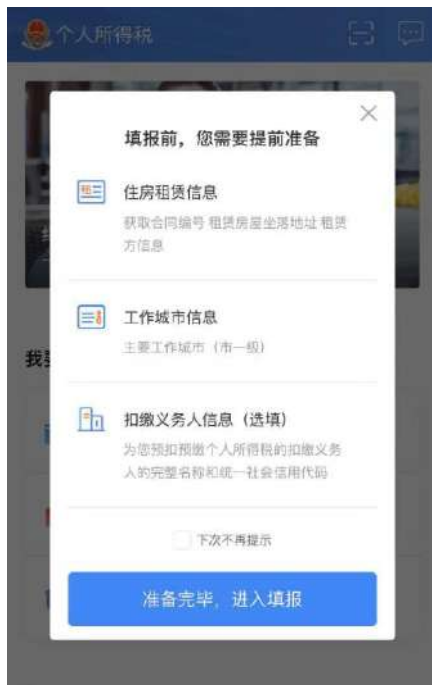 个人所得税
填报前，您需要提前准备
租
住房租赁信息
获取合同编号 租赁房屋坐落地址 租赁
方信息
工作城市信息
主要工作城市（市一级）
我要
扣缴义务人信息（选填）
为您预扣预缴个人所得税的扣缴义务
人的完整名称和统一社会信用代码
下次不再提示
准备完毕，进入填报